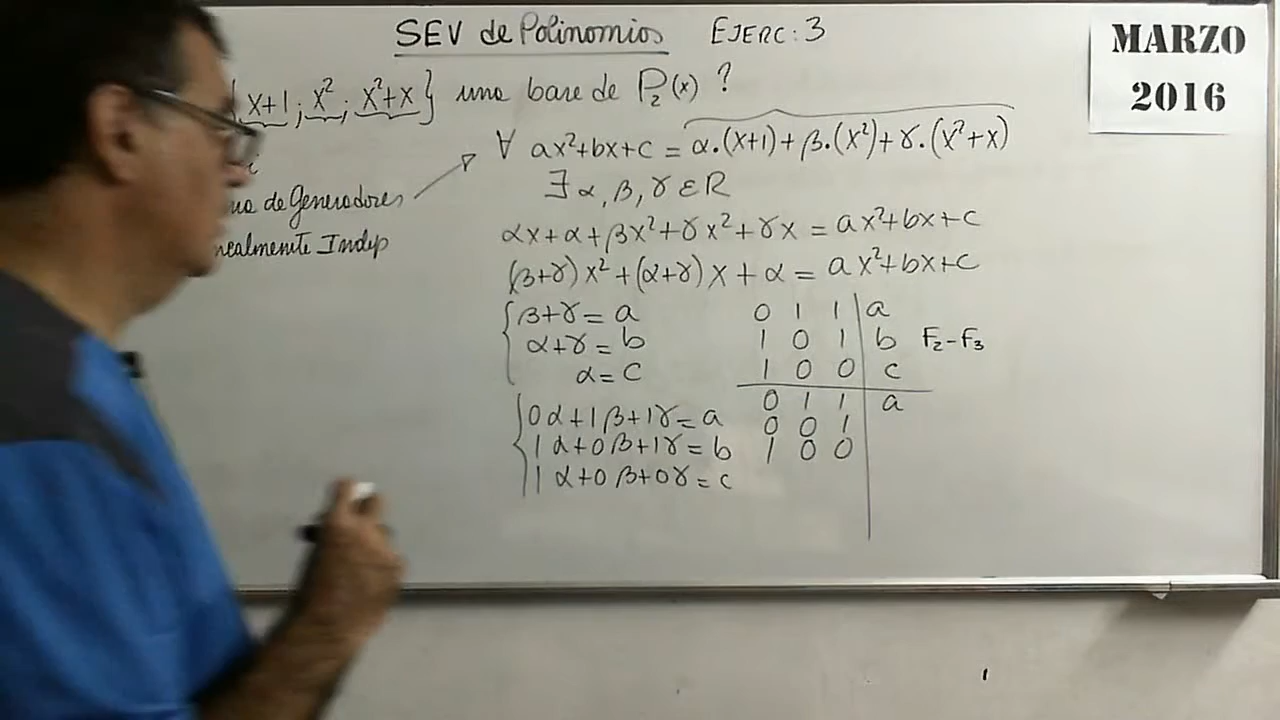 SEV de Polinomios EJERC: 3
MARZO
2016
x+1; x²; x²+x} una base de P₂(x) ?
∀ ax²+bx+c = α.(x+1)+β.(x²)+γ.(x²+x)
∃ α, β, γ ∈ R
de Generadores
Indep
αx+α+βx²+γx²+γx = ax²+bx+c
(β+γ)x²+(α+γ)x+α = ax²+bx+c
β+γ = a
α+γ = b
α = c
0 1 1 | a
1 0 1 | b F₂-F₃
1 0 0 | c
0 1 1 | a
0 0 1
1 0 0
0α+1β+1γ = a
1α+0β+1γ = b
1α+0β+0γ = c